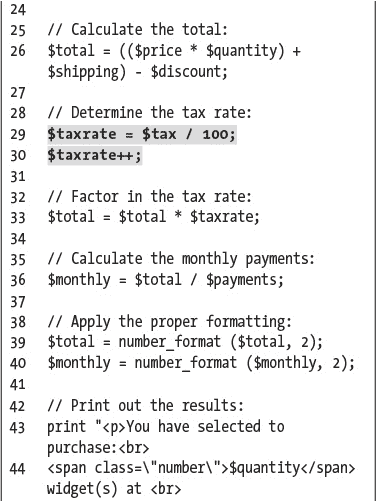 24
25 // Calculate the total:
26 $total = (($price * $quantity) +
$shipping) - $discount;
27
28 // Determine the tax rate:
29 $taxrate = $tax / 100;
30 $taxrate++;
31
32 // Factor in the tax rate:
33 $total = $total * $taxrate;
34
35 // Calculate the monthly payments:
36 $monthly = $total / $payments;
37
38 // Apply the proper formatting:
39 $total = number_format ($total, 2);
40 $monthly = number_format ($monthly, 2);
41
42 // Print out the results:
43 print "<p>You have selected to
purchase:<br>
44 <span class=\"number\">$quantity</span>
widget(s) at <br>